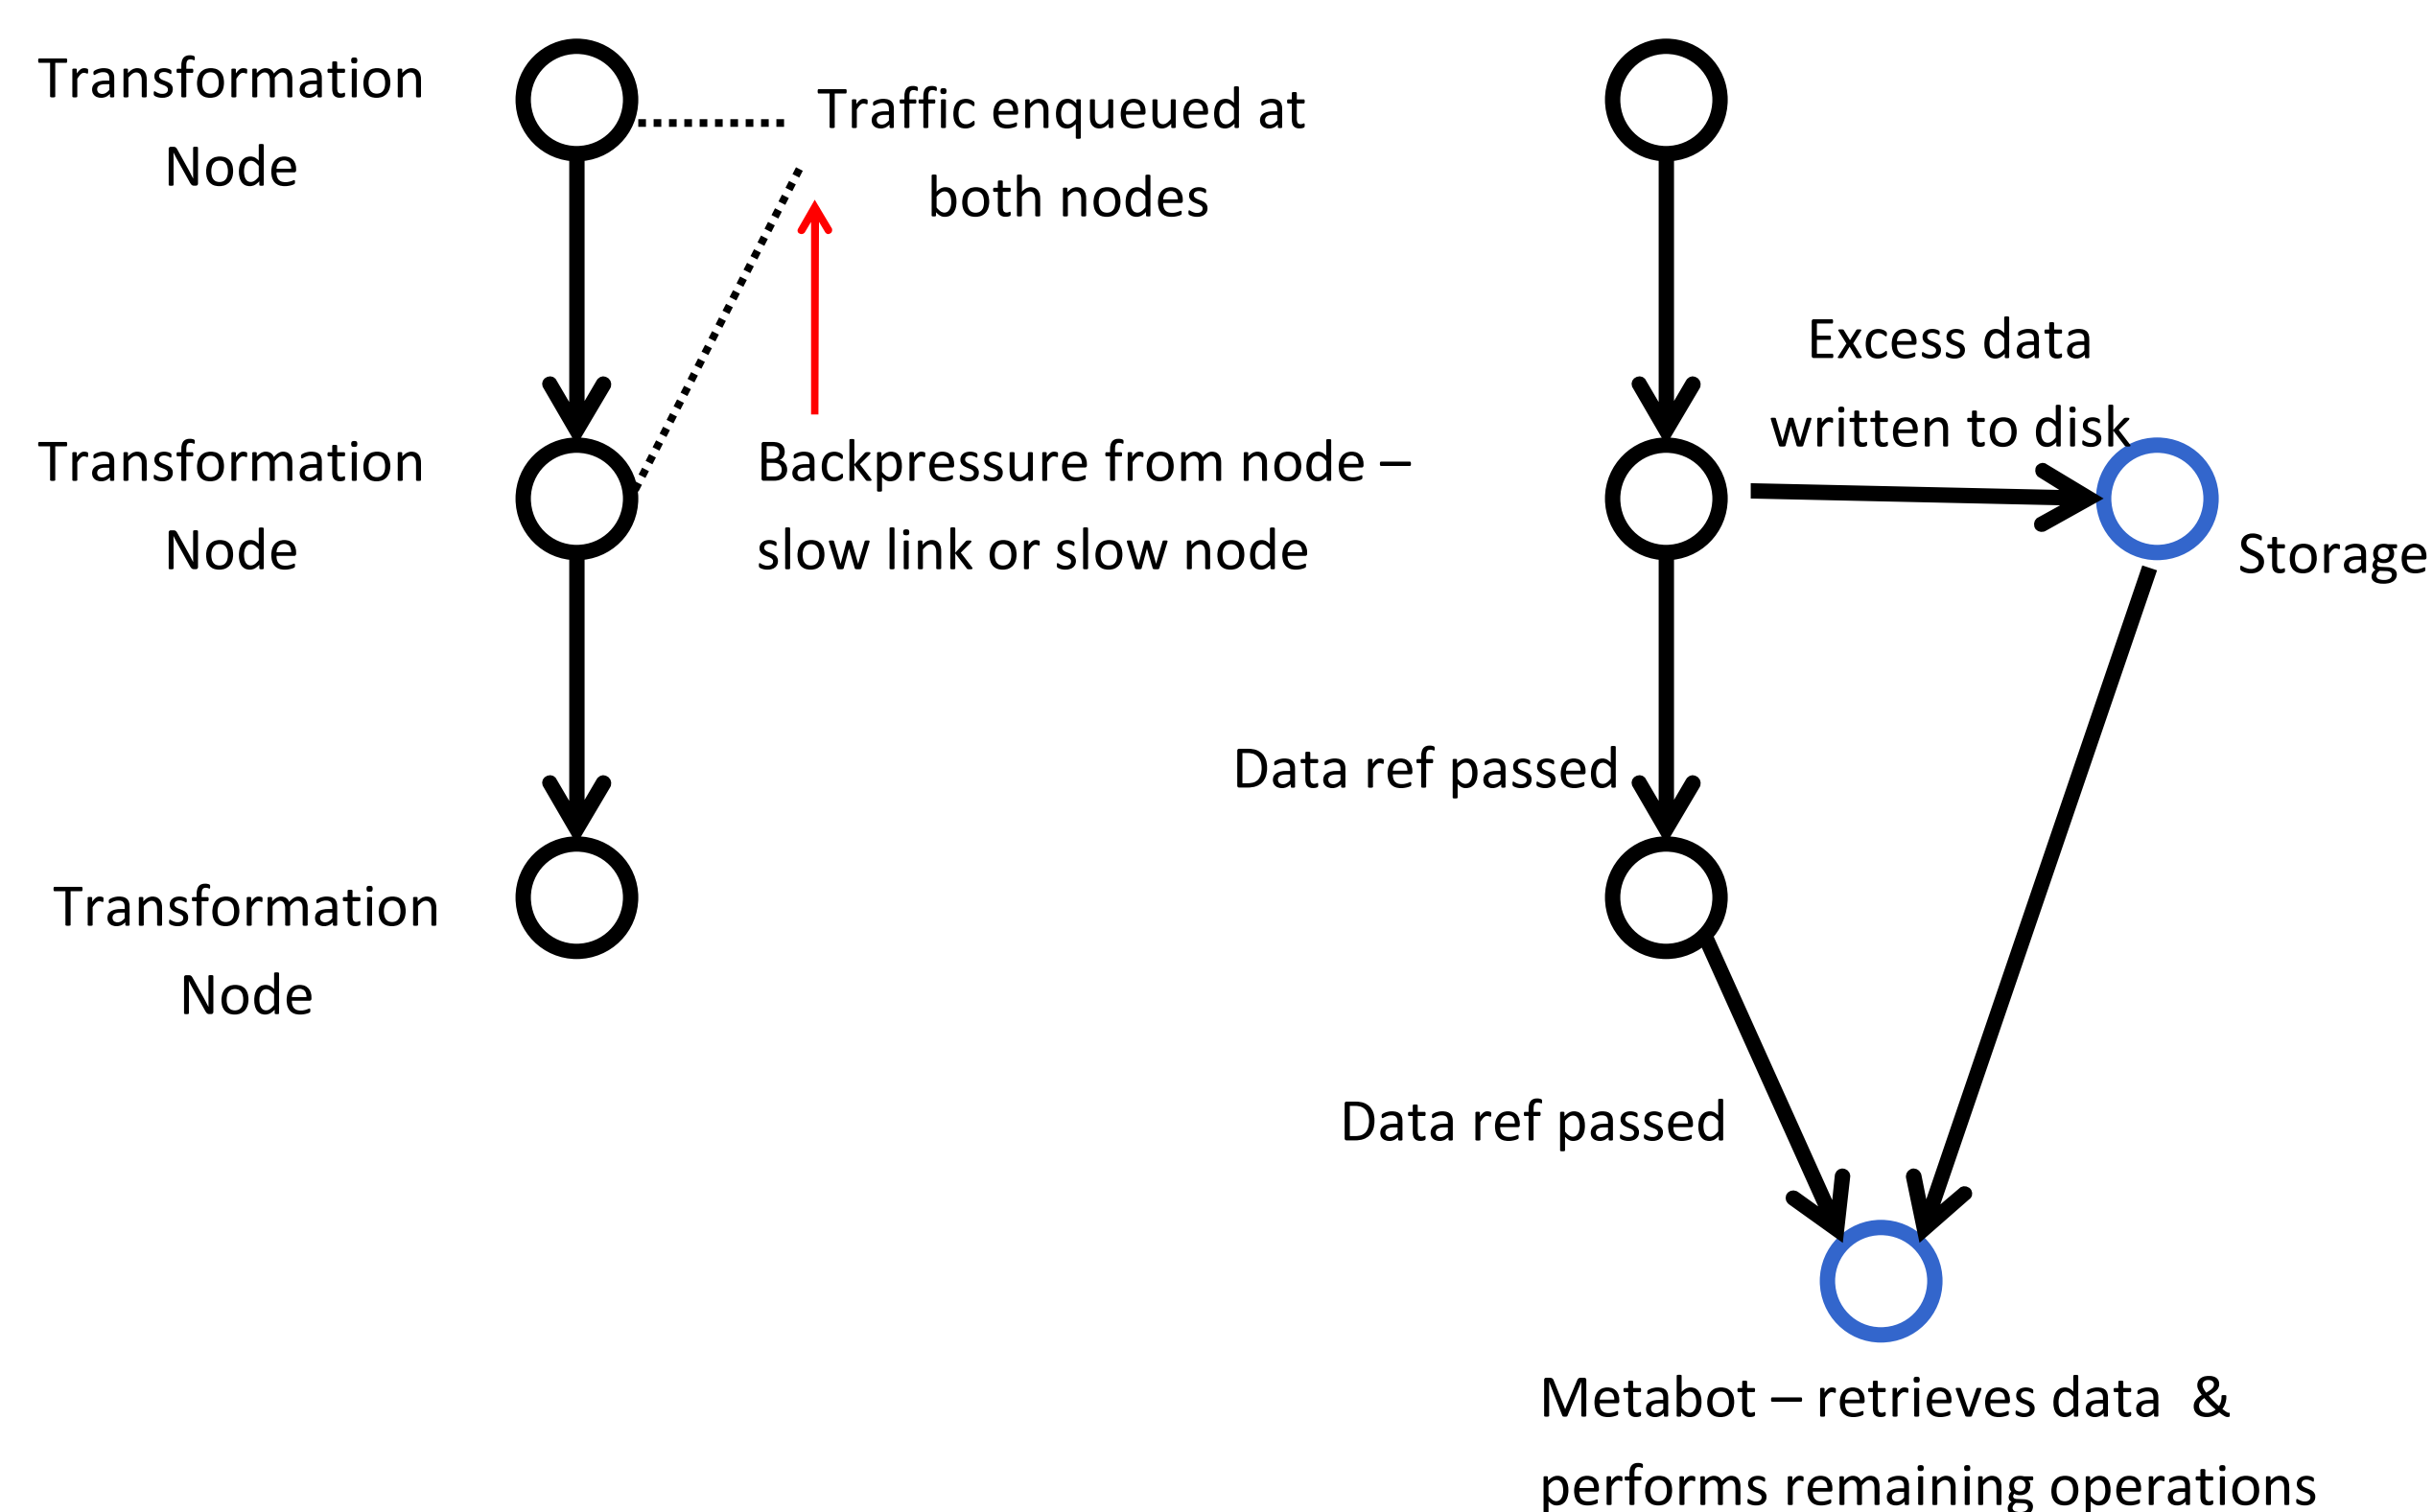 Transformation
Node
Traffic enqueued at
both nodes
Transformation
Node
Backpressure from node –
slow link or slow node
Transformation
Node
Excess data
written to disk
Storage
Data ref passed
Data ref passed
Metabot – retrieves data &
performs remaining operations